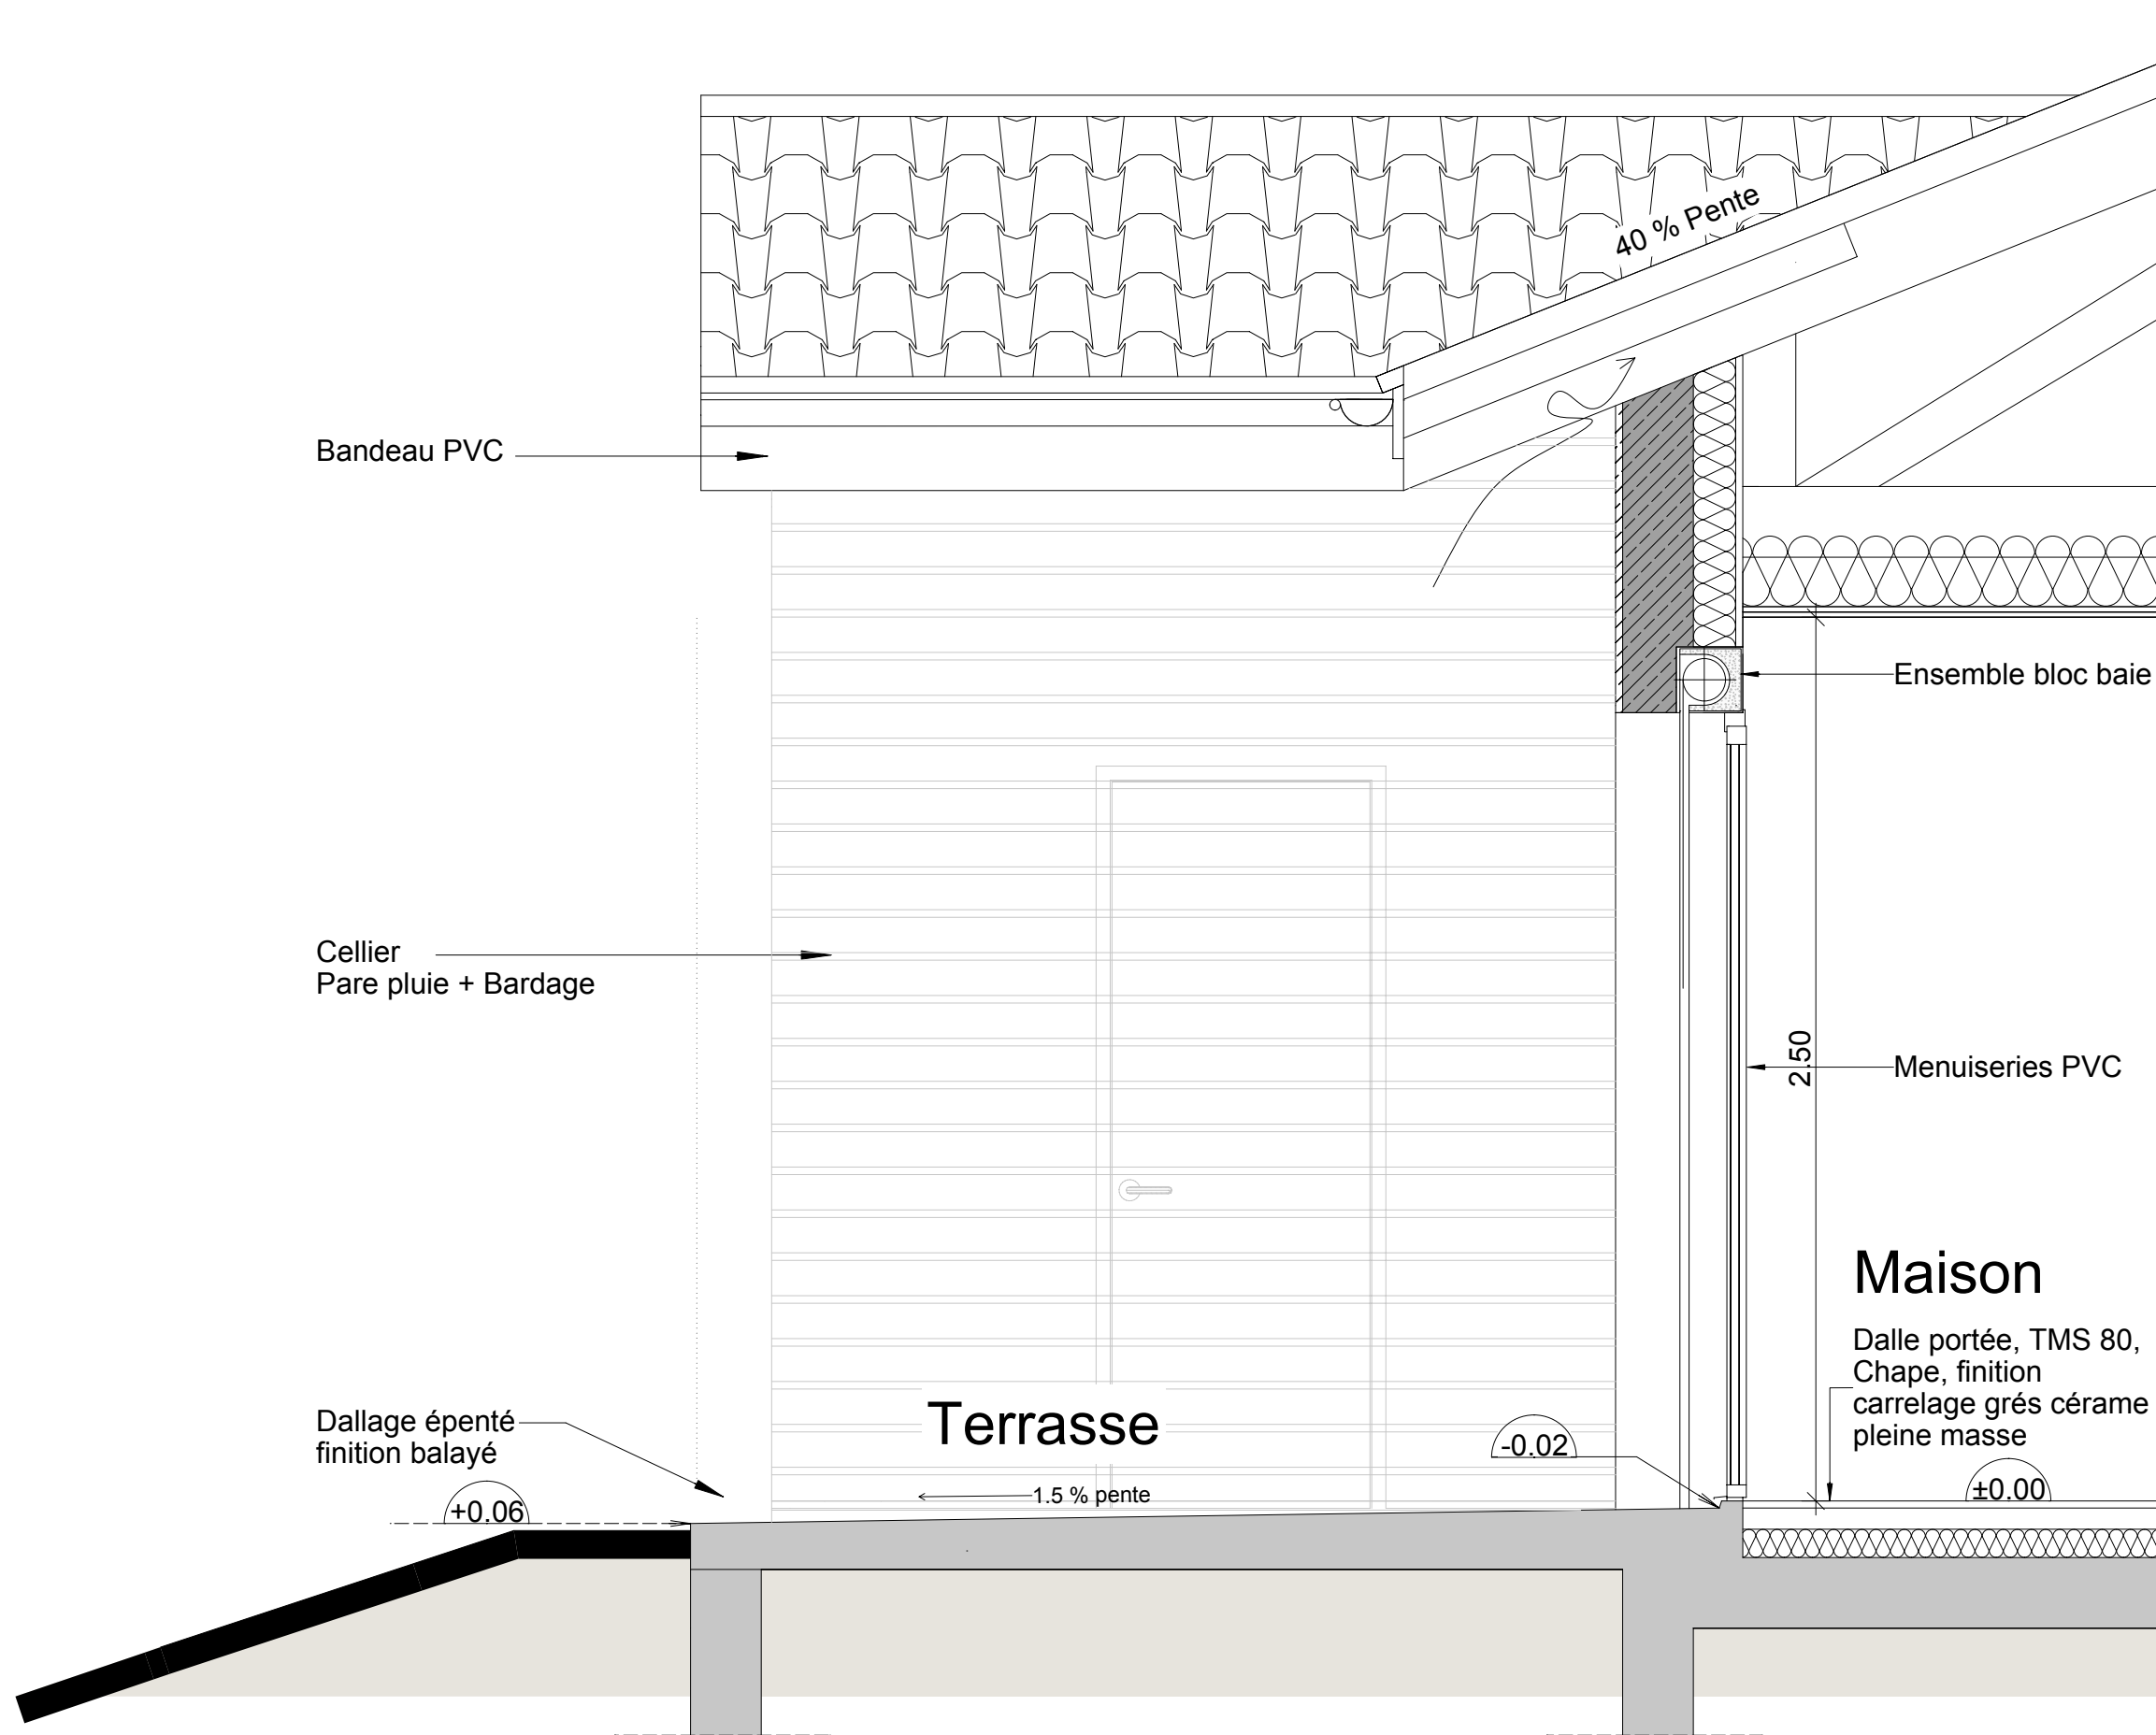 40 % Pente
Bandeau PVC
Ensemble bloc baie
Cellier
Pare pluie + Bardage
2.50
Menuiseries PVC
Maison
Dalle portée, TMS 80,
Chape, finition
carrelage grés cérame
pleine masse
Dallage épenté
finition balayé
Terrasse
-0.02
±0.00
1.5 % pente
+0.06